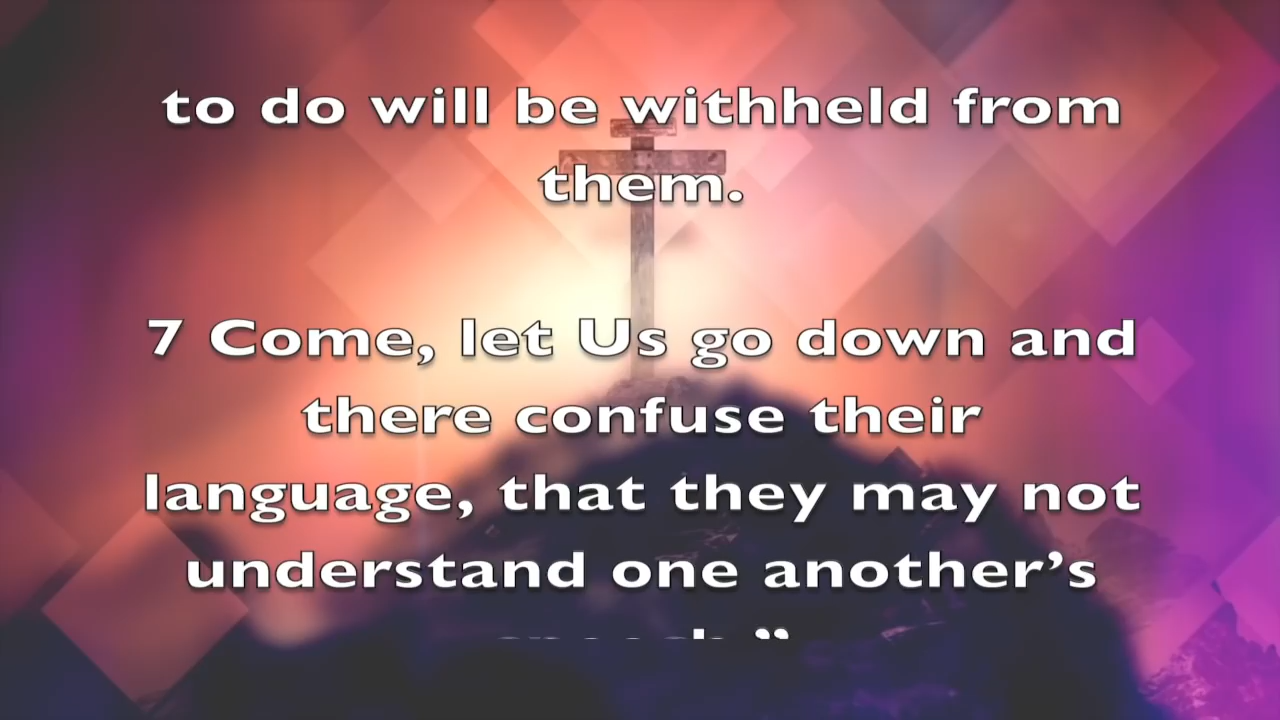 to do will be withheld from
them.
7 Come, let Us go down and
there confuse their
language, that they may not
understand one another’s